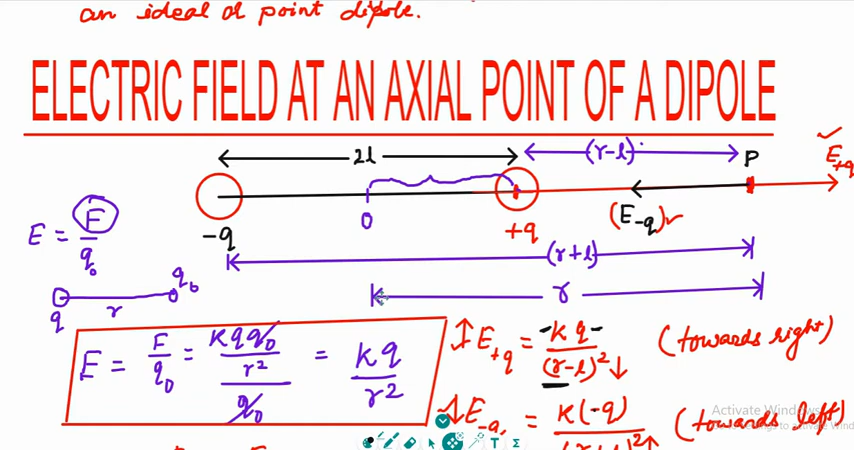 an ideal or point dipole.
ELECTRIC FIELD AT AN AXIAL POINT OF A DIPOLE
2l (r-l) P E+q
O (E-q)
-q +q
E = F/q0
(r+l)
q r q0
r
E = F/q0 = (Kqq0/r²)/q0 = Kq/r²
E+q = Kq/(r-l)² (towards right)
E-q = K(-q)/(r+l)² (towards left)
Activate Windows